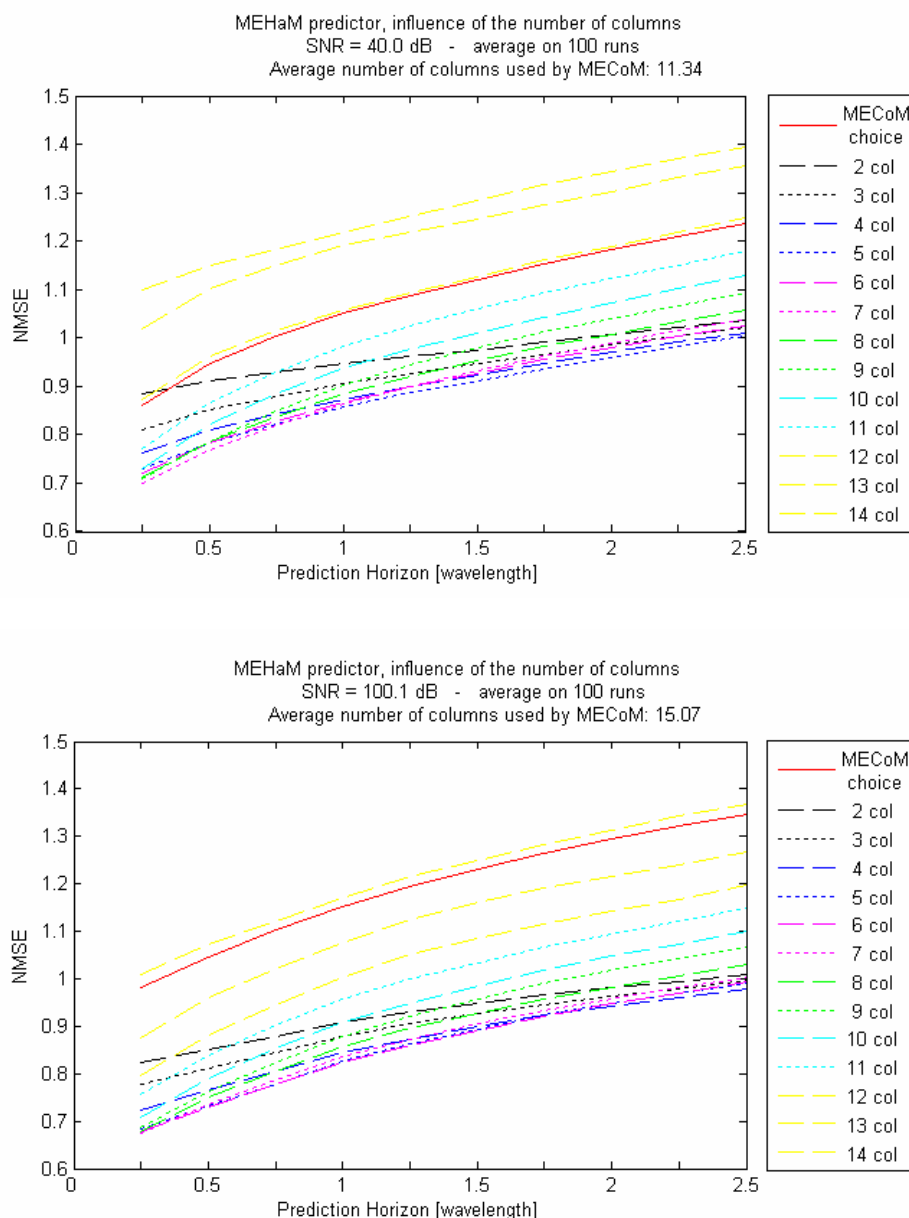 MEHaM predictor, influence of the number of columns
SNR = 40.0 dB - average on 100 runs
Average number of columns used by MECoM: 11.34
1.5
1.4
1.3
1.2
1.1
1
0.9
0.8
0.7
0.6
NMSE
0
0.5
1
1.5
2
2.5
Prediction Horizon [wavelength]
MECoM
choice
2 col
3 col
4 col
5 col
6 col
7 col
8 col
9 col
10 col
11 col
12 col
13 col
14 col
MEHaM predictor, influence of the number of columns
SNR = 100.1 dB - average on 100 runs
Average number of columns used by MECoM: 15.07
1.5
1.4
1.3
1.2
1.1
1
0.9
0.8
0.7
0.6
NMSE
0
0.5
1
1.5
2
2.5
Prediction Horizon [wavelength]
MECoM
choice
2 col
3 col
4 col
5 col
6 col
7 col
8 col
9 col
10 col
11 col
12 col
13 col
14 col